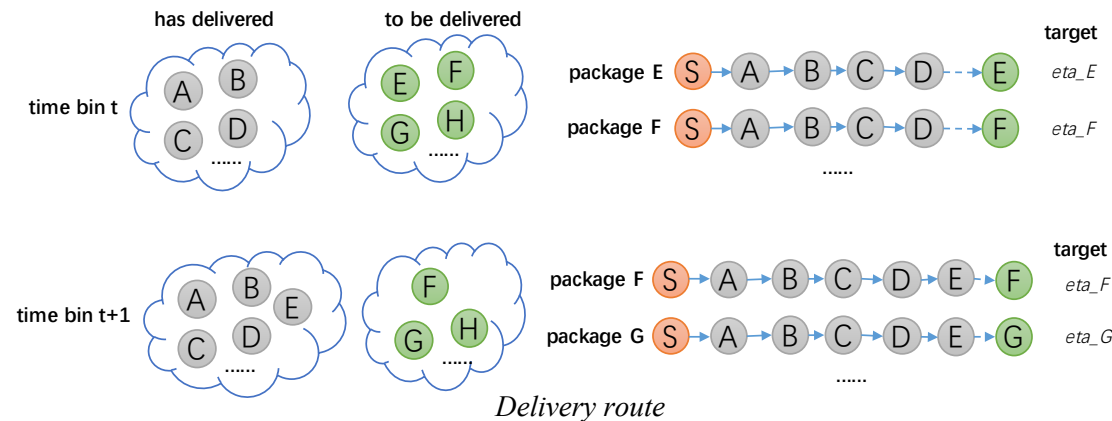 has delivered
to be delivered
target
time bin t
A
B
C
D
......
E
F
G
H
......
package E
S
A
B
C
D
E
eta_E
package F
S
A
B
C
D
F
eta_F
......
time bin t+1
A
B
E
C
D
......
F
G
H
......
target
package F
S
A
B
C
D
E
F
eta_F
package G
S
A
B
C
D
E
G
eta_G
......
Delivery route